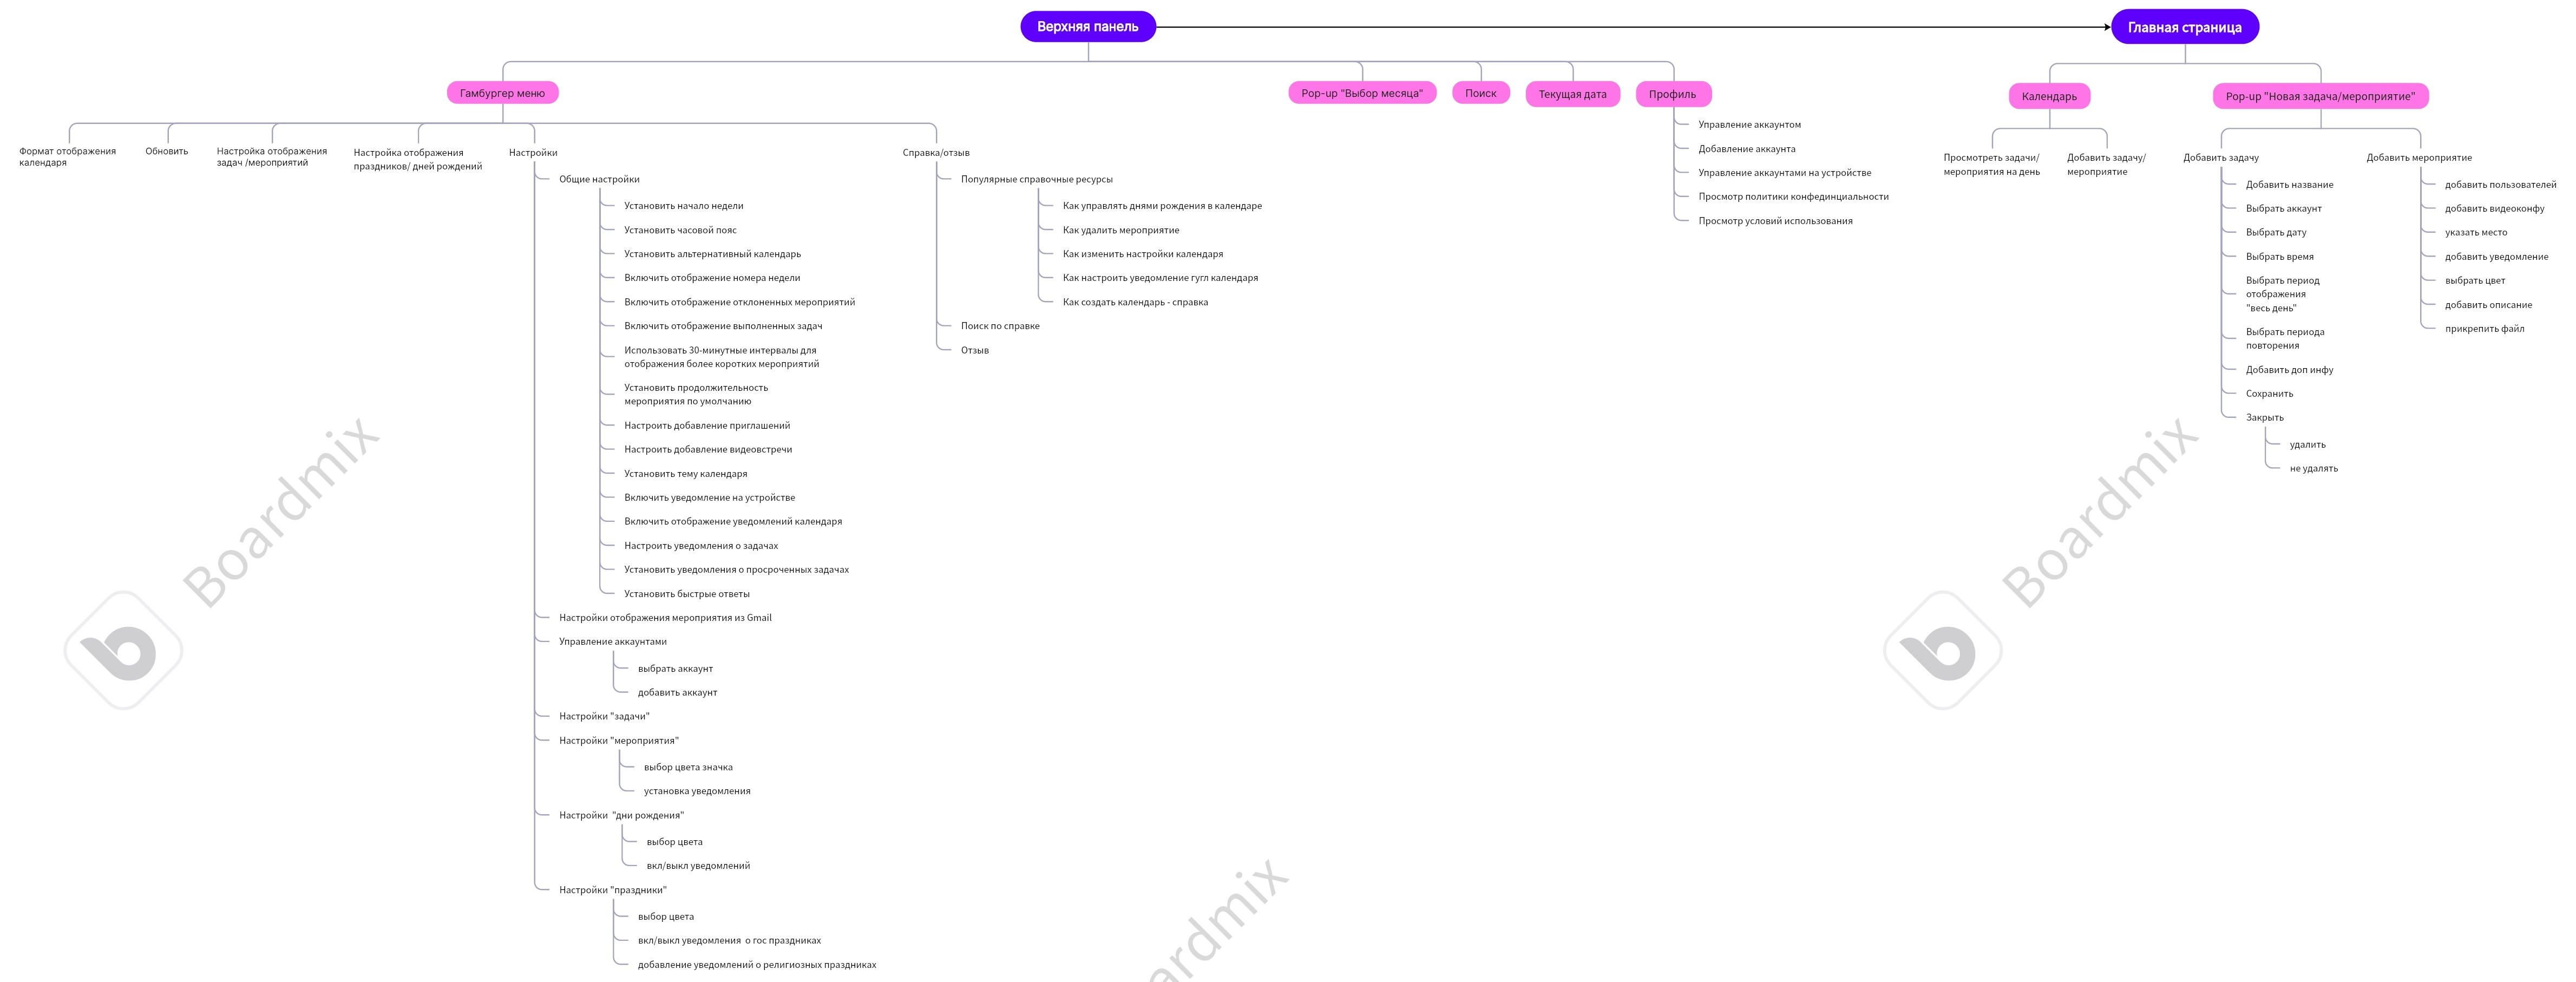 Верхняя панель
Главная страница
Гамбургер меню
Pop-up "Выбор месяца"
Поиск
Текущая дата
Профиль
Календарь
Pop-up "Новая задача/мероприятие"
Формат отображения
календаря
Обновить
Настройка отображения
задач /мероприятий
Настройка отображения
праздников/ дней рождений
Настройки
Общие настройки
Установить начало недели
Установить часовой пояс
Установить альтернативный календарь
Включить отображение номера недели
Включить отображение отклоненных мероприятий
Включить отображение выполненных задач
Использовать 30-минутные интервалы для
отображения более коротких мероприятий
Установить продолжительность
мероприятия по умолчанию
Настроить добавление приглашений
Настроить добавление видеовстречи
Установить тему календаря
Включить уведомление на устройстве
Включить отображение уведомлений календаря
Настроить уведомления о задачах
Установить уведомления о просроченных задачах
Установить быстрые ответы
Настройки отображения мероприятия из Gmail
Управление аккаунтами
выбрать аккаунт
добавить аккаунт
Настройки "задачи"
Настройки "мероприятия"
выбор цвета значка
установка уведомления
Настройки "дни рождения"
выбор цвета
вкл/выкл уведомлений
Настройки "праздники"
выбор цвета
вкл/выкл уведомления о гос праздниках
добавление уведомлений о религиозных праздниках
Справка/отзыв
Популярные справочные ресурсы
Как управлять днями рождения в календаре
Как удалить мероприятие
Как изменить настройки календаря
Как настроить уведомление гугл календаря
Как создать календарь - справка
Поиск по справке
Отзыв
Управление аккаунтом
Добавление аккаунта
Управление аккаунтами на устройстве
Просмотр политики конфединциальности
Просмотр условий использования
Просмотреть задачи/
мероприятия на день
Добавить задачу/
мероприятие
Добавить задачу
Добавить название
Выбрать аккаунт
Выбрать дату
Выбрать время
Выбрать период
отображения
"весь день"
Выбрать периода
повторения
Добавить доп инфу
Сохранить
Закрыть
удалить
не удалять
Добавить мероприятие
добавить пользователей
добавить видеоконфу
указать место
добавить уведомление
выбрать цвет
добавить описание
прикрепить файл
Boardmix
Boardmix
ardmix